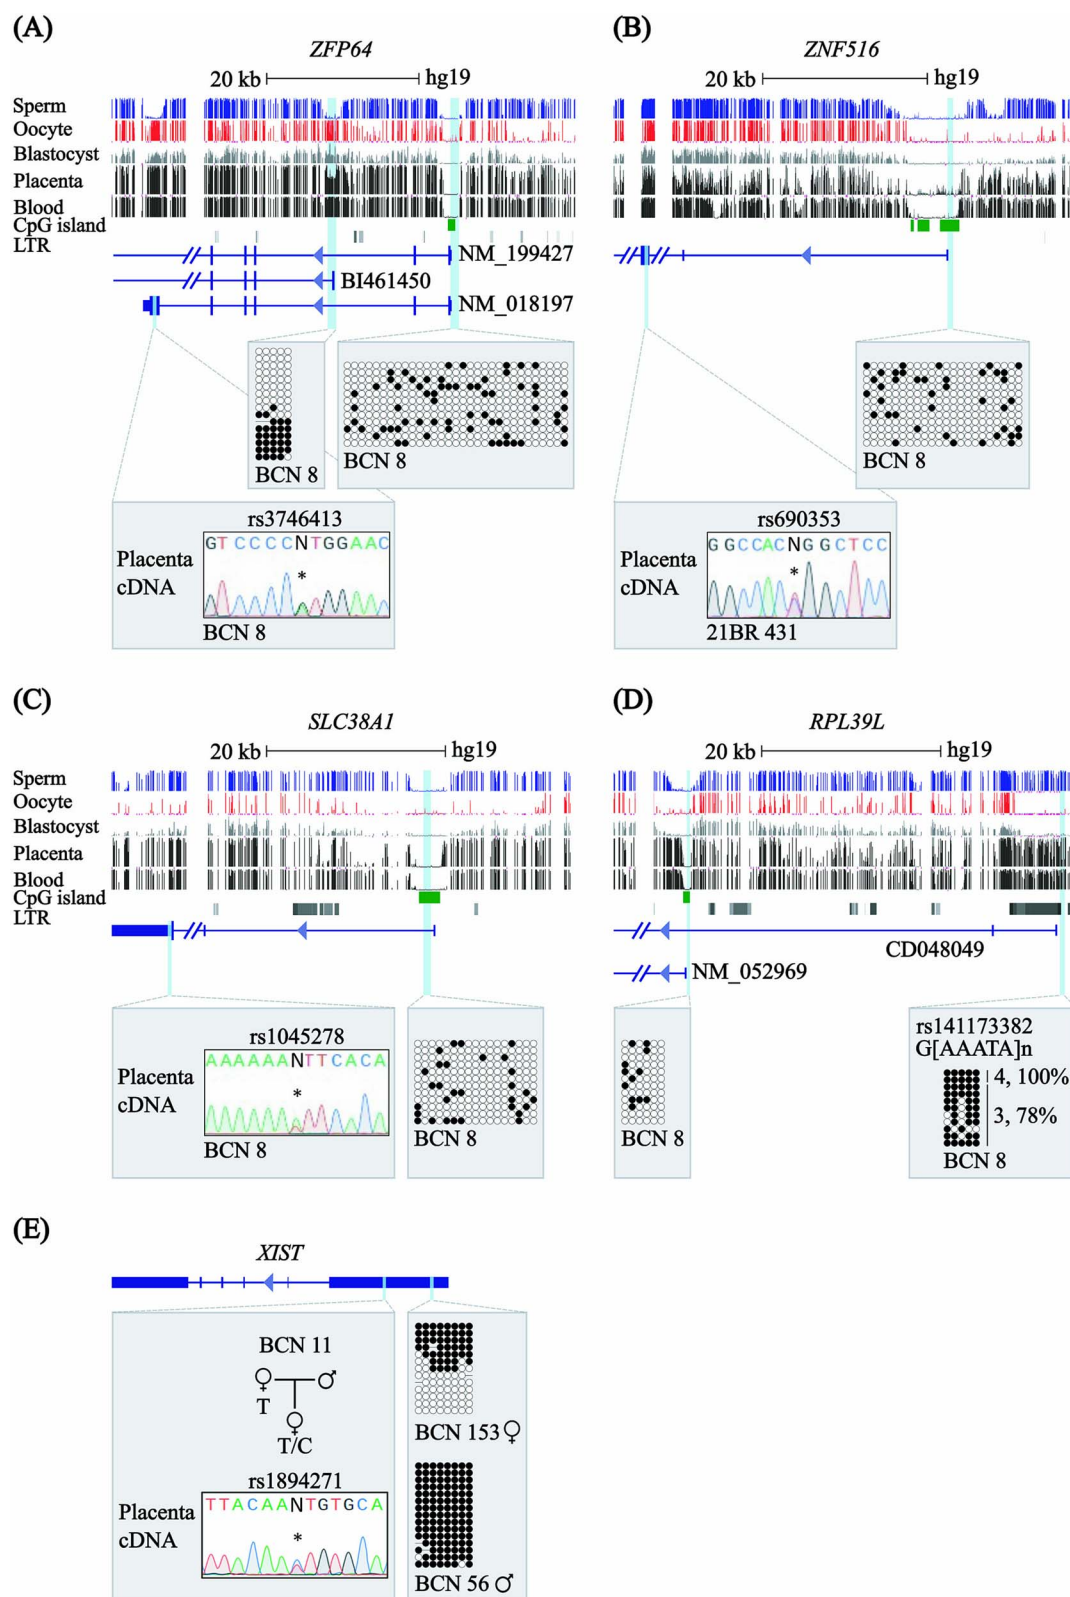 (A)
ZFP64
20 kb hg19
Sperm
Oocyte
Blastocyst
Placenta
Blood
CpG island
LTR
NM_199427
BI461450
NM_018197
BCN 8
BCN 8
rs3746413
GTCCCCNTGGAAC
Placenta
cDNA
*
BCN 8
(B)
ZNF516
20 kb hg19
BCN 8
rs690353
GGCCACNGGCTCC
Placenta
cDNA
*
21BR 431
(C)
SLC38A1
20 kb hg19
Sperm
Oocyte
Blastocyst
Placenta
Blood
CpG island
LTR
rs1045278
AAAAAANTTCACA
Placenta
cDNA
*
BCN 8
BCN 8
(D)
RPL39L
20 kb hg19
CD048049
NM_052969
BCN 8
rs141173382
G[AAATA]n
4, 100%
3, 78%
BCN 8
(E)
XIST
BCN 11
♀ ♂
T
♀
T/C
rs1894271
TTACAANTGTGCA
Placenta
cDNA
*
BCN 153 ♀
BCN 56 ♂